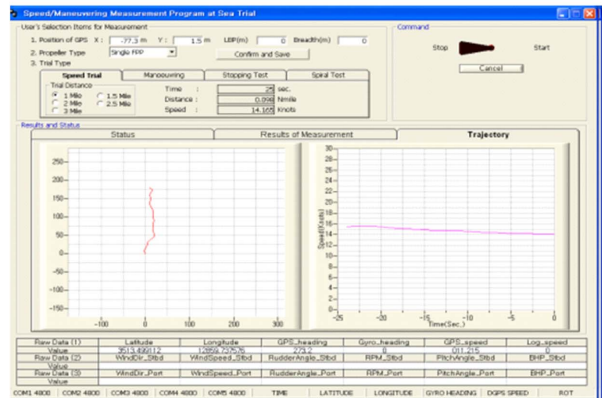 Speed/Maneuvering Measurement Program at Sea Trial
User's Selection Items for Measurement
1. Position of GPS X : -77.3 m Y : 1.5 m LBP(m) 0 Breadth(m) 0
2. Propeller Type Single FPP Confirm and Save
3. Trial Type
Speed Trial Manoeuvring Stopping Test Spiral Test
Trial Distance
1 Mile 1.5 Mile
2 Mile 2.5 Mile
3 Mile
Time : 25 sec.
Distance : 0.098 Nmile
Speed : 14.165 Knots
Command
Stop Start
Cancel
Results and Status
Status Results of Measurement Trajectory
250
200
150
100
50
0
-50
-100
-150
-100 0 100 200 300
30
28
26
24
22
20
18
16
14
12
10
8
6
4
2
0
Speed(Knots)
-25 -20 -15 -10 -5 0
Time(Sec.)
Raw Data (1) Latitude Longitude GPS_heading Gyro_heading GPS_speed Log_speed
Value 3513.499112 12859.737576 273.2 0 011.215 0
Raw Data (2) WindDir_Stbd WindSpeed_Stbd RudderAngle_Stbd RPM_Stbd PitchAngle_Stbd BHP_Stbd
Value
Raw Data (3) WindDir_Port WindSpeed_Port RudderAngle_Port RPM_Port PitchAngle_Port BHP_Port
Value
COM1 4800 COM2 4800 COM3 4800 COM4 4800 COM5 4800 TIME LATITUDE LONGITUDE GYRO HEADING DGPS SPEED ROT